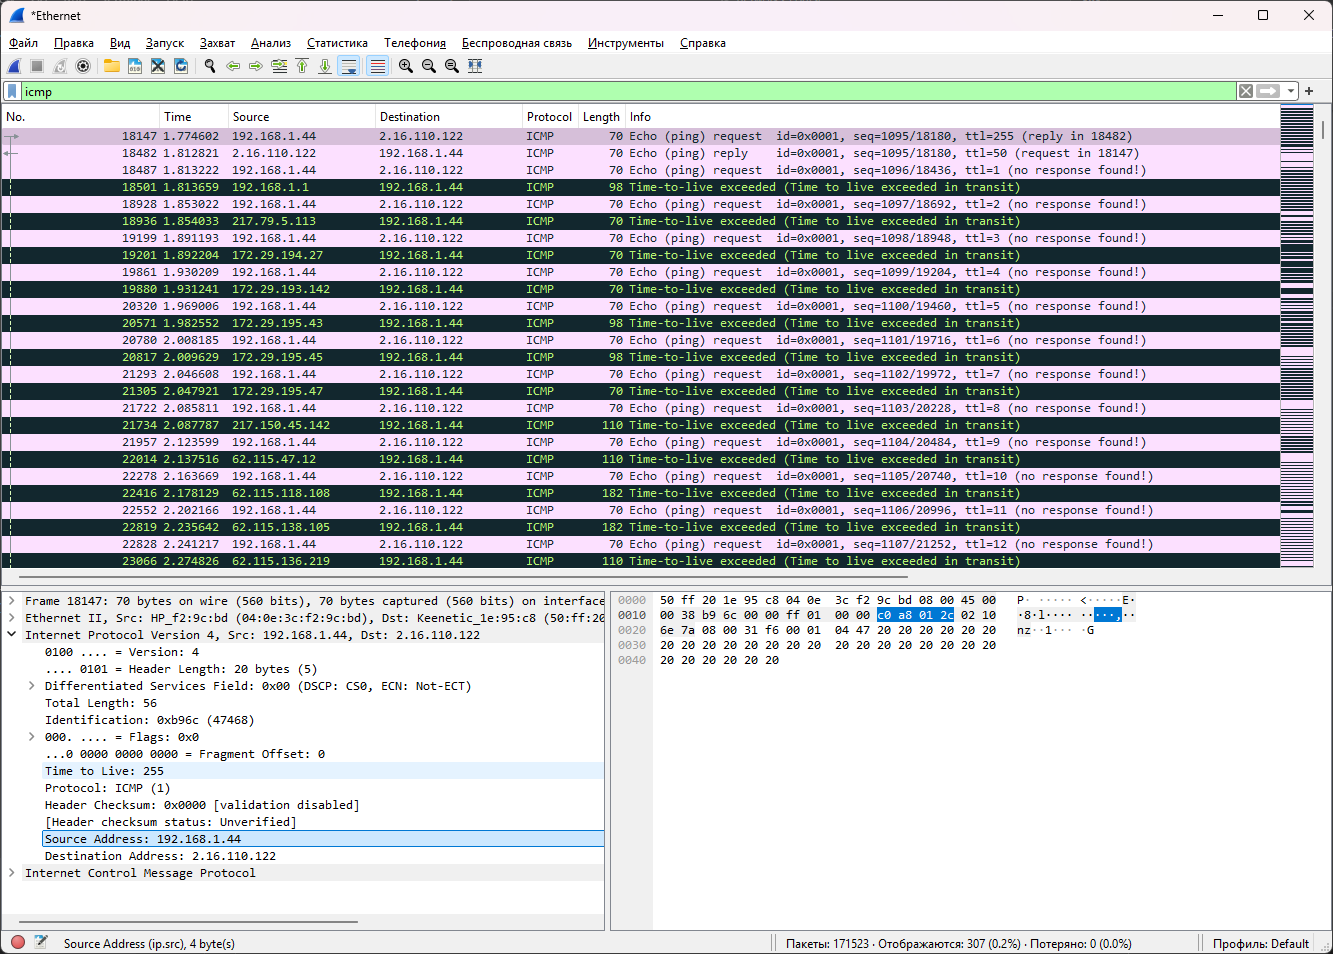 *Ethernet
Файл Правка Вид Запуск Захват Анализ Статистика Телефония Беспроводная связь Инструменты Справка
icmp
No. Time Source Destination Protocol Length Info
18147 1.774602 192.168.1.44 2.16.110.122 ICMP 70 Echo (ping) request id=0x0001, seq=1095/18180, ttl=255 (reply in 18482)
18482 1.812821 2.16.110.122 192.168.1.44 ICMP 70 Echo (ping) reply id=0x0001, seq=1095/18180, ttl=50 (request in 18147)
18487 1.813222 192.168.1.44 2.16.110.122 ICMP 70 Echo (ping) request id=0x0001, seq=1096/18436, ttl=1 (no response found!)
18501 1.813659 192.168.1.1 192.168.1.44 ICMP 98 Time-to-live exceeded (Time to live exceeded in transit)
18928 1.853022 192.168.1.44 2.16.110.122 ICMP 70 Echo (ping) request id=0x0001, seq=1097/18692, ttl=2 (no response found!)
18936 1.854033 217.79.5.113 192.168.1.44 ICMP 70 Time-to-live exceeded (Time to live exceeded in transit)
19199 1.891193 192.168.1.44 2.16.110.122 ICMP 70 Echo (ping) request id=0x0001, seq=1098/18948, ttl=3 (no response found!)
19201 1.892204 172.29.194.27 192.168.1.44 ICMP 70 Time-to-live exceeded (Time to live exceeded in transit)
19861 1.930209 192.168.1.44 2.16.110.122 ICMP 70 Echo (ping) request id=0x0001, seq=1099/19204, ttl=4 (no response found!)
19880 1.931241 172.29.193.142 192.168.1.44 ICMP 70 Time-to-live exceeded (Time to live exceeded in transit)
20320 1.969006 192.168.1.44 2.16.110.122 ICMP 70 Echo (ping) request id=0x0001, seq=1100/19460, ttl=5 (no response found!)
20571 1.982552 172.29.195.43 192.168.1.44 ICMP 98 Time-to-live exceeded (Time to live exceeded in transit)
20780 2.008185 192.168.1.44 2.16.110.122 ICMP 70 Echo (ping) request id=0x0001, seq=1101/19716, ttl=6 (no response found!)
20817 2.009629 172.29.195.45 192.168.1.44 ICMP 98 Time-to-live exceeded (Time to live exceeded in transit)
21293 2.046608 192.168.1.44 2.16.110.122 ICMP 70 Echo (ping) request id=0x0001, seq=1102/19972, ttl=7 (no response found!)
21305 2.047921 172.29.195.47 192.168.1.44 ICMP 70 Time-to-live exceeded (Time to live exceeded in transit)
21722 2.085811 192.168.1.44 2.16.110.122 ICMP 70 Echo (ping) request id=0x0001, seq=1103/20228, ttl=8 (no response found!)
21734 2.087787 217.150.45.142 192.168.1.44 ICMP 110 Time-to-live exceeded (Time to live exceeded in transit)
21957 2.123599 192.168.1.44 2.16.110.122 ICMP 70 Echo (ping) request id=0x0001, seq=1104/20484, ttl=9 (no response found!)
22014 2.137516 62.115.47.12 192.168.1.44 ICMP 110 Time-to-live exceeded (Time to live exceeded in transit)
22278 2.163669 192.168.1.44 2.16.110.122 ICMP 70 Echo (ping) request id=0x0001, seq=1105/20740, ttl=10 (no response found!)
22416 2.178129 62.115.118.108 192.168.1.44 ICMP 182 Time-to-live exceeded (Time to live exceeded in transit)
22552 2.202166 192.168.1.44 2.16.110.122 ICMP 70 Echo (ping) request id=0x0001, seq=1106/20996, ttl=11 (no response found!)
22819 2.235642 62.115.138.105 192.168.1.44 ICMP 182 Time-to-live exceeded (Time to live exceeded in transit)
22828 2.241217 192.168.1.44 2.16.110.122 ICMP 70 Echo (ping) request id=0x0001, seq=1107/21252, ttl=12 (no response found!)
23066 2.274826 62.115.136.219 192.168.1.44 ICMP 110 Time-to-live exceeded (Time to live exceeded in transit)
Frame 18147: 70 bytes on wire (560 bits), 70 bytes captured (560 bits) on interface
Ethernet II, Src: HP_f2:9c:bd (04:0e:3c:f2:9c:bd), Dst: Keenetic_1e:95:c8 (50:ff:20
Internet Protocol Version 4, Src: 192.168.1.44, Dst: 2.16.110.122
0100 .... = Version: 4
.... 0101 = Header Length: 20 bytes (5)
Differentiated Services Field: 0x00 (DSCP: CS0, ECN: Not-ECT)
Total Length: 56
Identification: 0xb96c (47468)
000. .... = Flags: 0x0
...0 0000 0000 0000 = Fragment Offset: 0
Time to Live: 255
Protocol: ICMP (1)
Header Checksum: 0x0000 [validation disabled]
[Header checksum status: Unverified]
Source Address: 192.168.1.44
Destination Address: 2.16.110.122
Internet Control Message Protocol
0000 50 ff 20 1e 95 c8 04 0e 3c f2 9c bd 08 00 45 00 P· ····· <·····E·
0010 00 38 b9 6c 00 00 ff 01 00 00 c0 a8 01 2c 02 10 ·8·l···· ·····,··
0020 6e 7a 08 00 31 f6 00 01 04 47 20 20 20 20 20 20 nz··1··· ·G
0030 20 20 20 20 20 20 20 20 20 20 20 20 20 20 20 20
0040 20 20 20 20 20 20
Source Address (ip.src), 4 byte(s)
Пакеты: 171523 · Отображаются: 307 (0.2%) · Потеряно: 0 (0.0%)
Профиль: Default